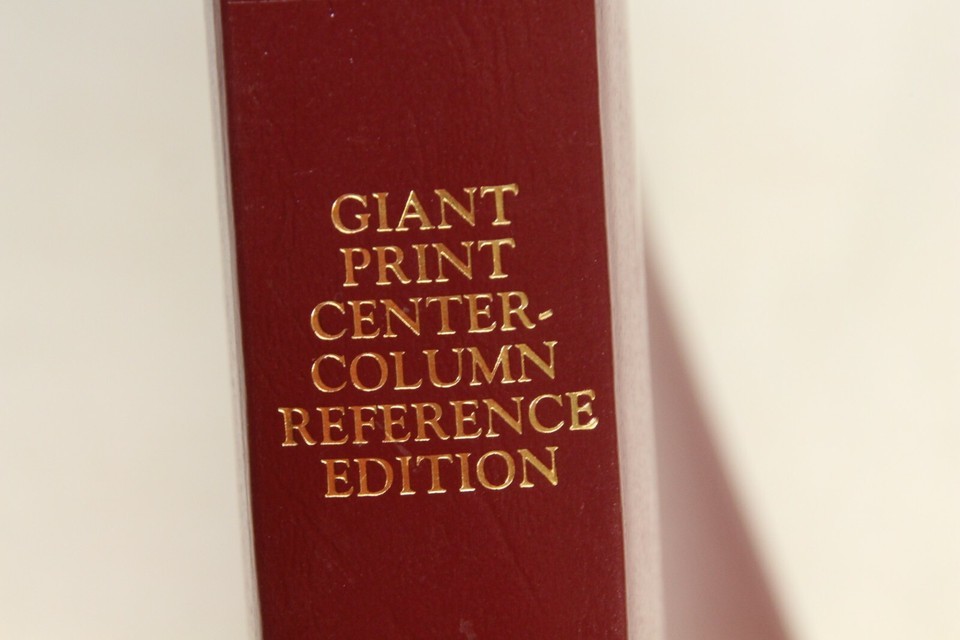 GIANT
PRINT
CENTER-
COLUMN
REFERENCE
EDITION